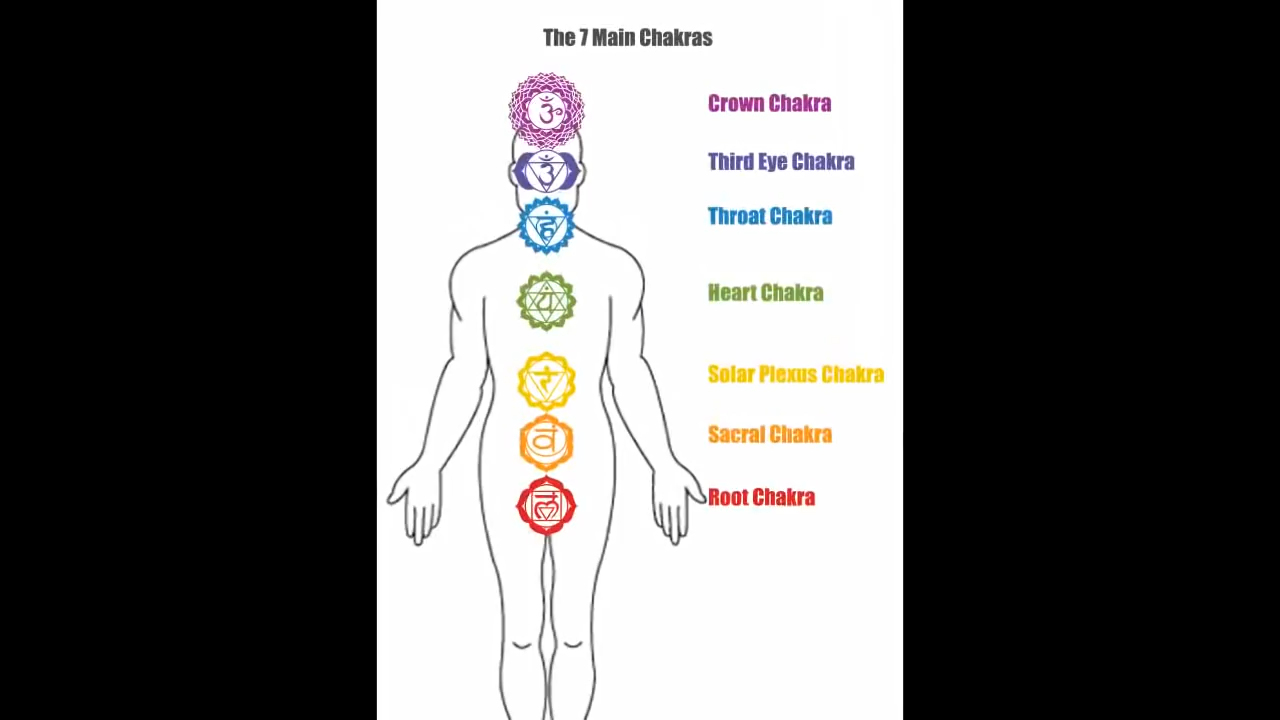 The 7 Main Chakras
ॐ
Crown Chakra
ॐ
Third Eye Chakra
हं
Throat Chakra
यं
Heart Chakra
रं
Solar Plexus Chakra
वं
Sacral Chakra
लं
Root Chakra